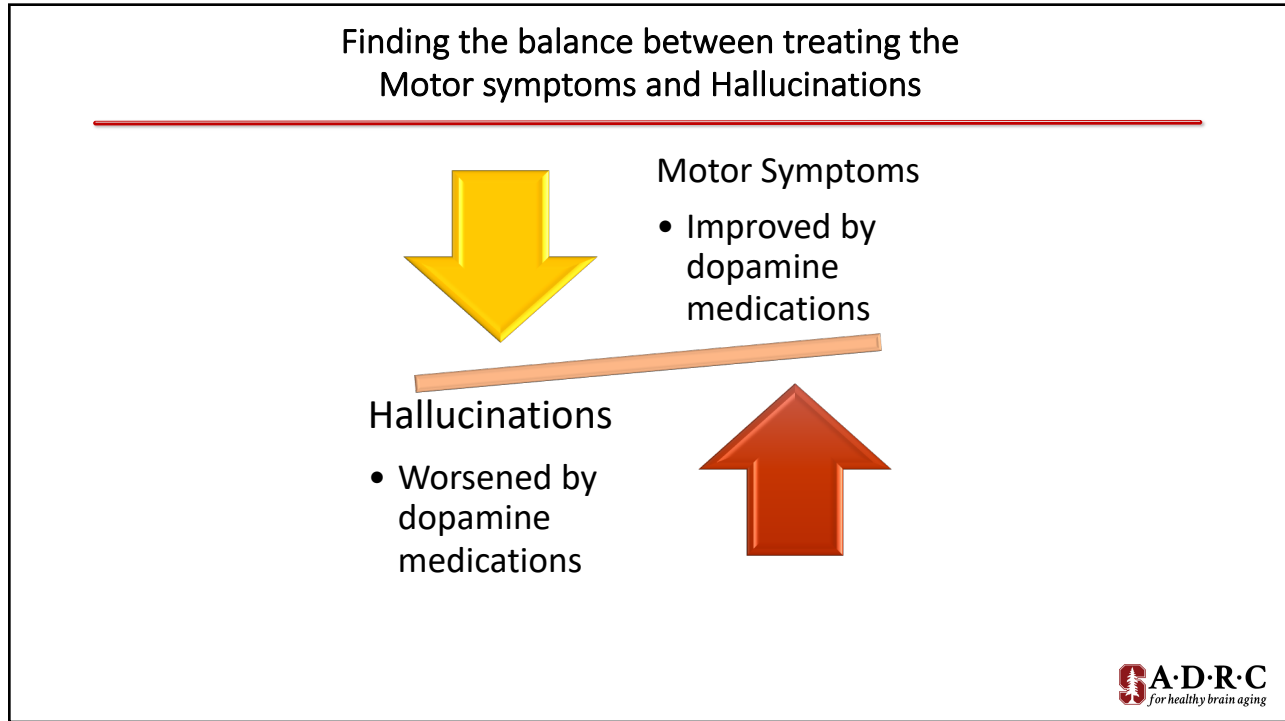 Finding the balance between treating the
Motor symptoms and Hallucinations
Motor Symptoms
• Improved by
dopamine
medications
Hallucinations
• Worsened by
dopamine
medications
A·D·R·C
for healthy brain aging